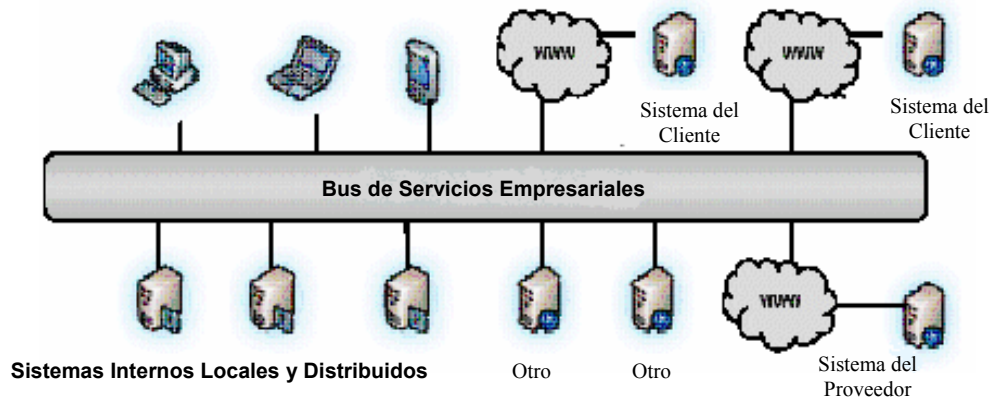 WWW
WWW
Sistema del
Cliente
Sistema del
Cliente
Bus de Servicios Empresariales
WWW
Sistemas Internos Locales y Distribuidos
Otro
Otro
Sistema del
Proveedor